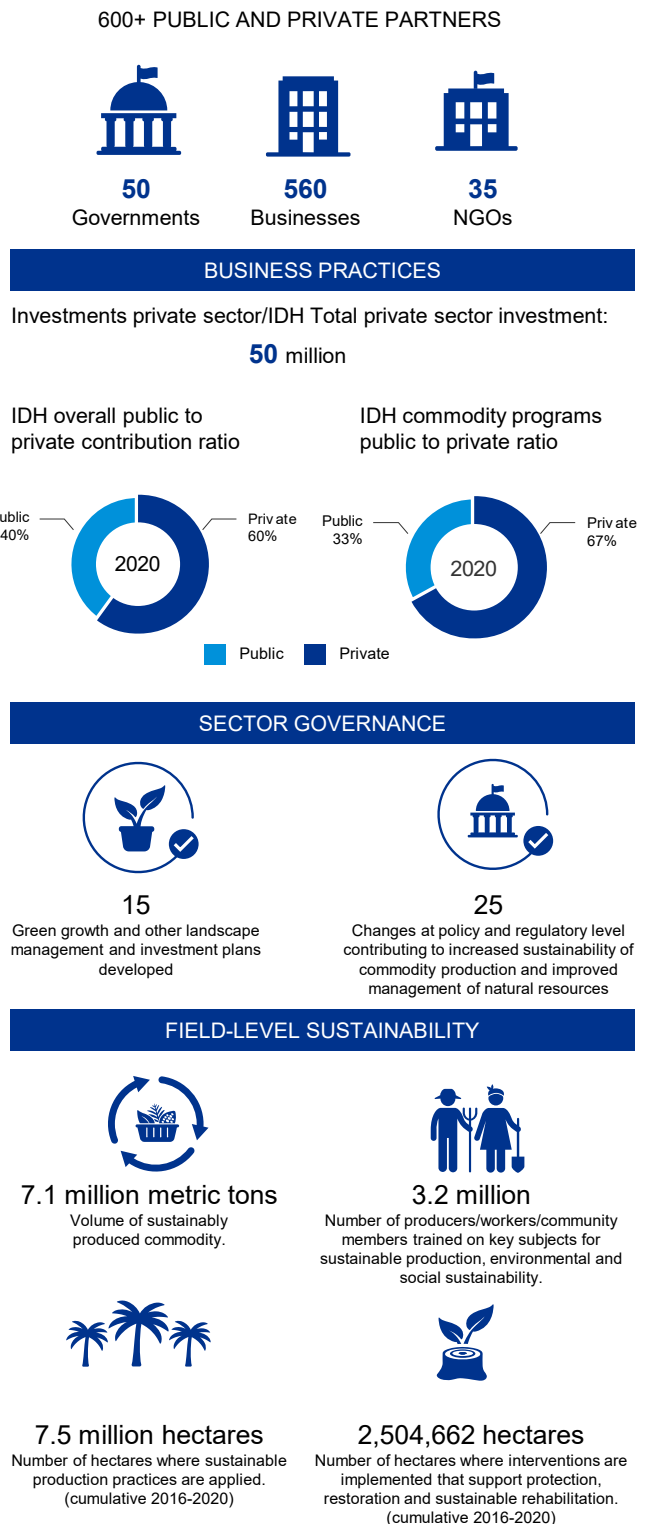 600+ PUBLIC AND PRIVATE PARTNERS
50
Governments
560
Businesses
35
NGOs
BUSINESS PRACTICES
Investments private sector/IDH Total private sector investment:
50 million
IDH overall public to
private contribution ratio
IDH commodity programs
public to private ratio
ublic
40%
2020
Private
60%
Public
33%
2020
Private
67%
Public
Private
SECTOR GOVERNANCE
15
Green growth and other landscape
management and investment plans
developed
25
Changes at policy and regulatory level
contributing to increased sustainability of
commodity production and improved
management of natural resources
FIELD-LEVEL SUSTAINABILITY
7.1 million metric tons
Volume of sustainably
produced commodity.
3.2 million
Number of producers/workers/community
members trained on key subjects for
sustainable production, environmental and
social sustainability.
7.5 million hectares
Number of hectares where sustainable
production practices are applied.
(cumulative 2016-2020)
2,504,662 hectares
Number of hectares where interventions are
implemented that support protection,
restoration and sustainable rehabilitation.
(cumulative 2016-2020)